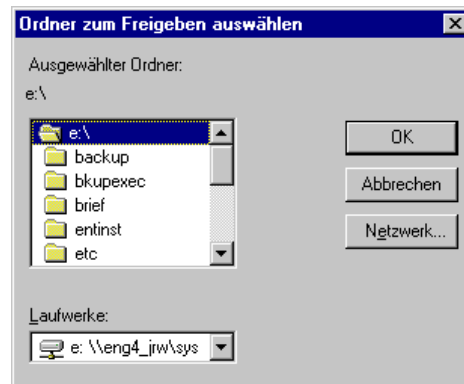 Ordner zum Freigeben auswählen
Ausgewählter Ordner:
e:\
e:\
backup
bkupexec
brief
entinst
etc
OK
Abbrechen
Netzwerk...
Laufwerke:
e: \\eng4_jrw\sys